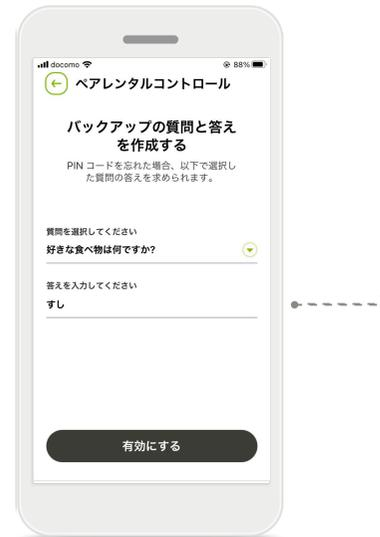 docomo 88%
ペアレンタルコントロール
バックアップの質問と答え
を作成する
PIN コードを忘れた場合、以下で選択し
た質問の答えを求められます。
質問を選択してください
好きな食べ物は何ですか?
答えを入力してください
すし
有効にする